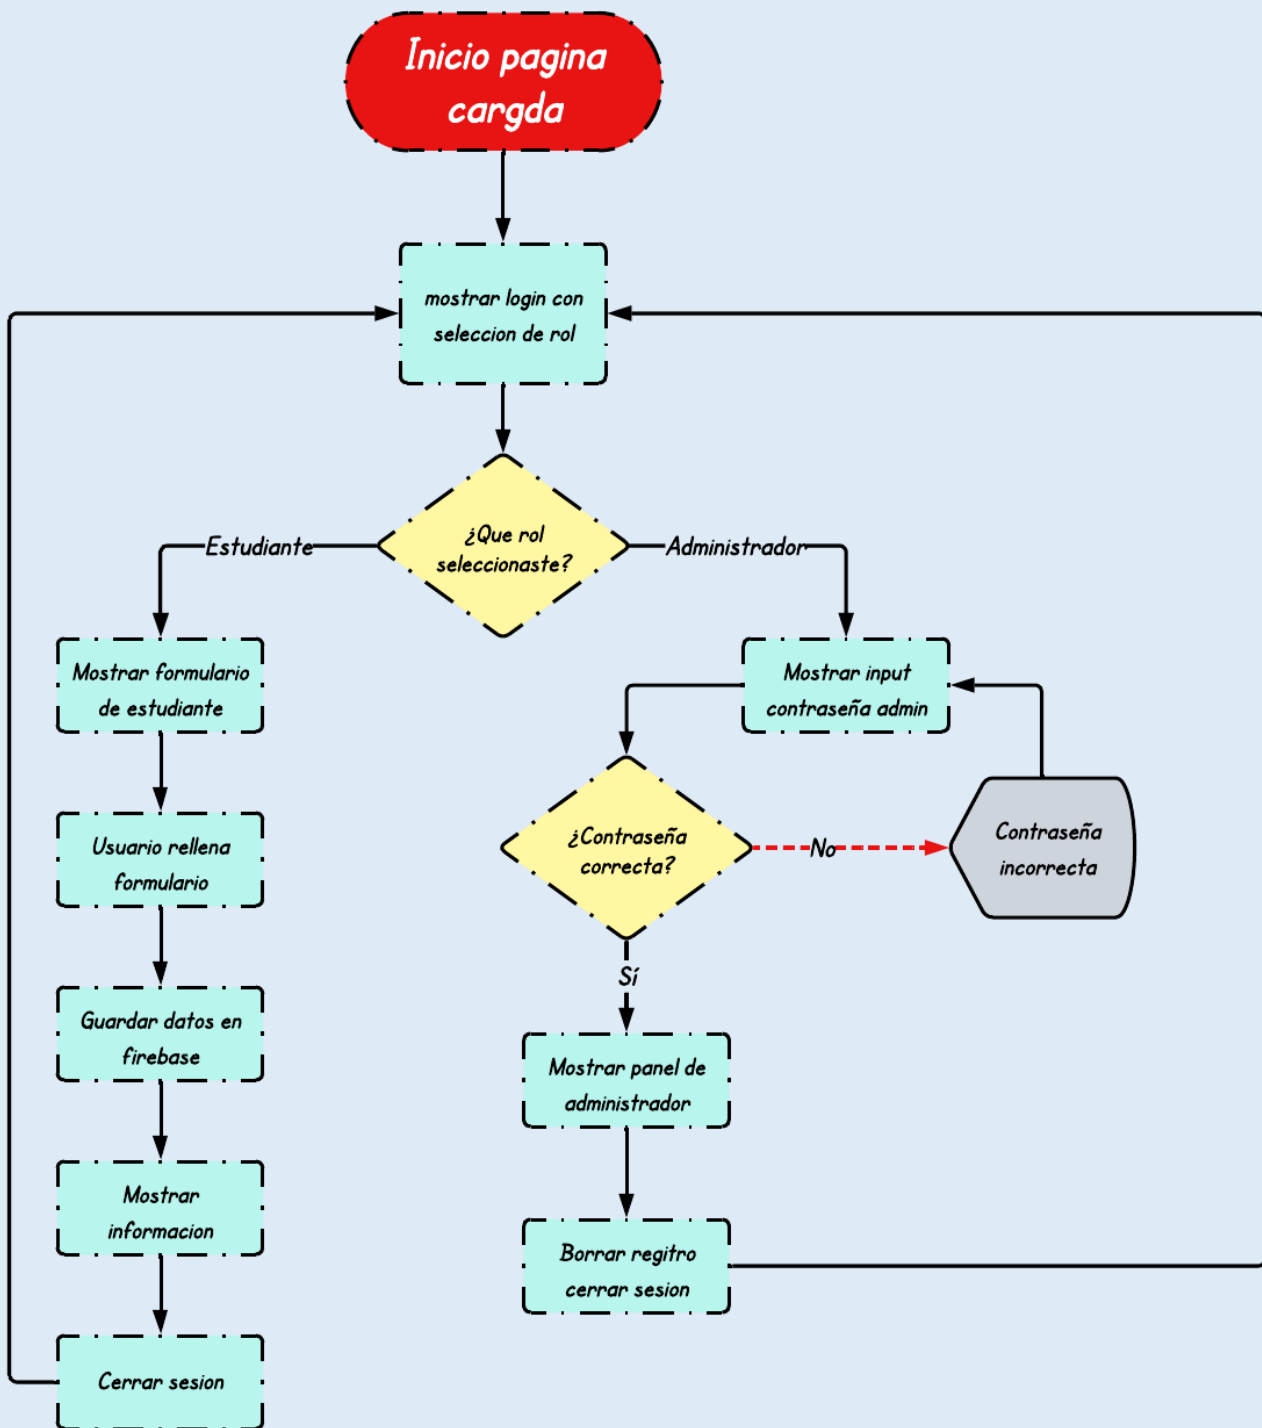 Inicio pagina
cargda
mostrar login con
seleccion de rol
¿Que rol
seleccionaste?
Estudiante
Administrador
Mostrar formulario
de estudiante
Usuario rellena
formulario
Guardar datos en
firebase
Mostrar
informacion
Cerrar sesion
Mostrar input
contraseña admin
¿Contraseña
correcta?
No
Contraseña
incorrecta
Sí
Mostrar panel de
administrador
Borrar regitro
cerrar sesion